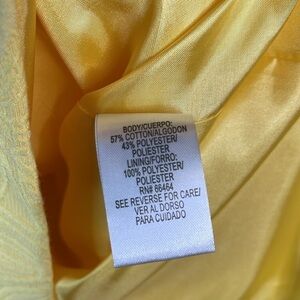 BODY/CUERPO:
57% COTTON/ALGODON
43% POLYESTER/
POLIESTER
LINING/FORRO:
100% POLYESTER/
POLIESTER
RN# 86464
SEE REVERSE FOR CARE/
VER AL DORSO
PARA CUIDADO